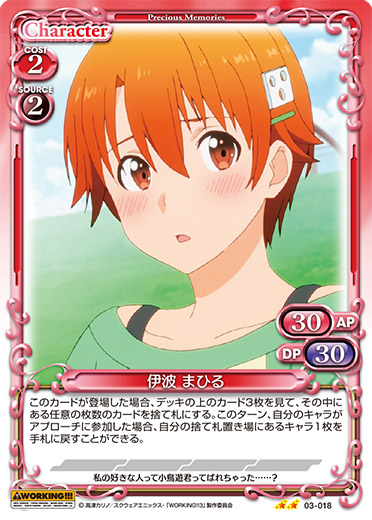 Precious Memories
Character
COST
2
SOURCE
2
30 AP
DP 30
伊波 まひる
このカードが登場した場合、デッキの上のカード3枚を見て、その中に
ある任意の枚数のカードを捨て札にする。このターン、自分のキャラが
アプローチに参加した場合、自分の捨て札置き場にあるキャラ1枚を
手札に戻すことができる。
私の好きな人って小鳥遊君ってばれちゃった……?
WORKING!!!
© 高津カリノ/スクウェアエニックス・「WORKING!!3」製作委員会
03-018